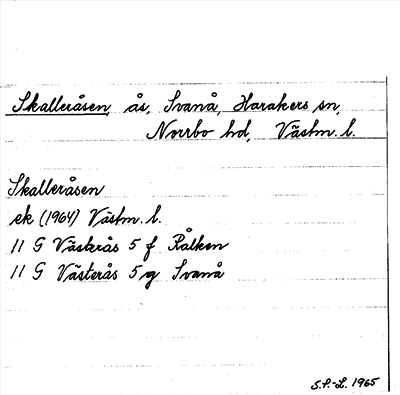 Skalleråsen, ås, Svanå, Harakers sn,
Norrbo hd, Västm. l.
Skalleråsen
ek (1964) Västm. l.
11 G Västerås 5 f Rålken
11 G Västerås 5 g Svanå
S.P.-L. 1965